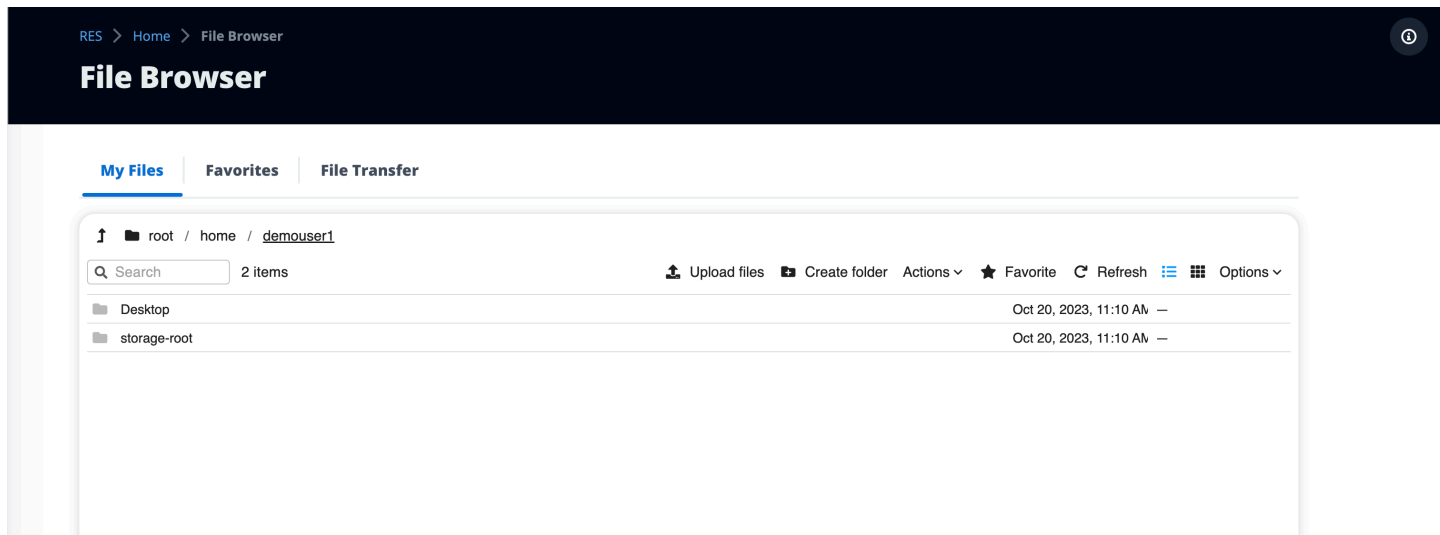 RES > Home > File Browser
File Browser
My Files Favorites File Transfer
root / home / demouser1
Search 2 items Upload files Create folder Actions Favorite Refresh Options
Desktop Oct 20, 2023, 11:10 AM —
storage-root Oct 20, 2023, 11:10 AM —